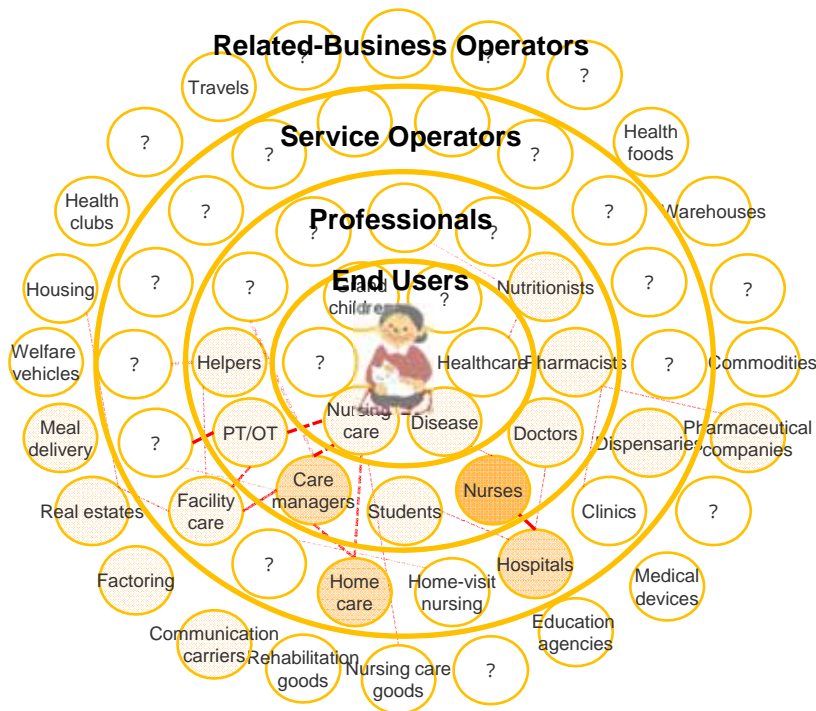 Related-Business Operators
?
?
?
Travels
Service Operators
?
?
?
Health
foods
Health
clubs
?
Professionals
?
Warehouses
?
?
End Users
Housing
?
?
Grand
children
?
Nutritionists
?
?
Welfare
vehicles
?
Helpers
?
Healthcare
Pharmacists
?
Commodities
Meal
delivery
?
PT/OT
Nursing
care
Disease
Doctors
Dispensaries
Pharmaceutical
companies
Real estates
Facility
care
Care
managers
Students
Nurses
Clinics
?
Factoring
?
Home
care
Home-visit
nursing
Hospitals
Medical
devices
Communication
carriers
Rehabilitation
goods
Nursing care
goods
?
Education
agencies